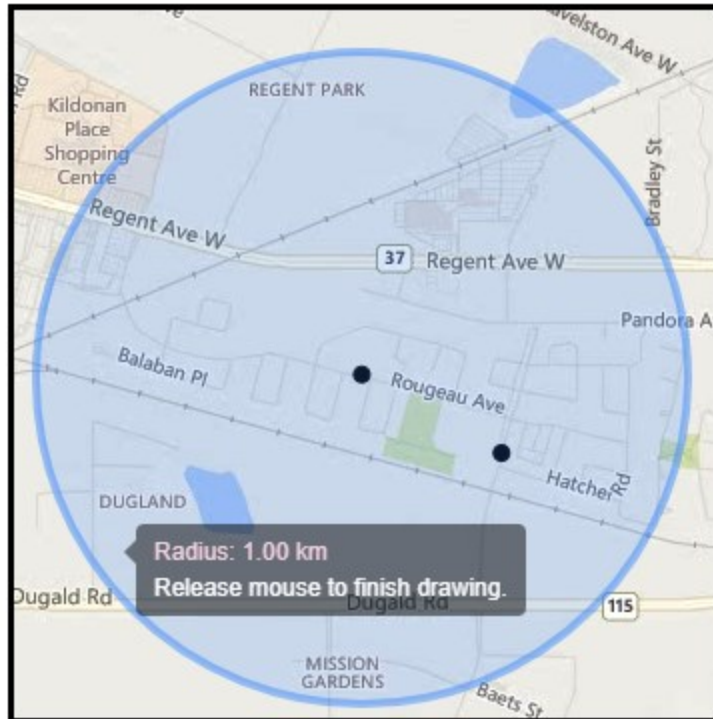 REGENT PARK
Kildonan
Place
Shopping
Centre
Bradley St
Regent Ave W
37
Regent Ave W
Pandora A
Balaban Pl
Rougeau Ave
Hatcher Rd
DUGLAND
Radius: 1.00 km
Release mouse to finish drawing.
Dugald Rd
Dugald Rd
115
MISSION
GARDENS
Baets St